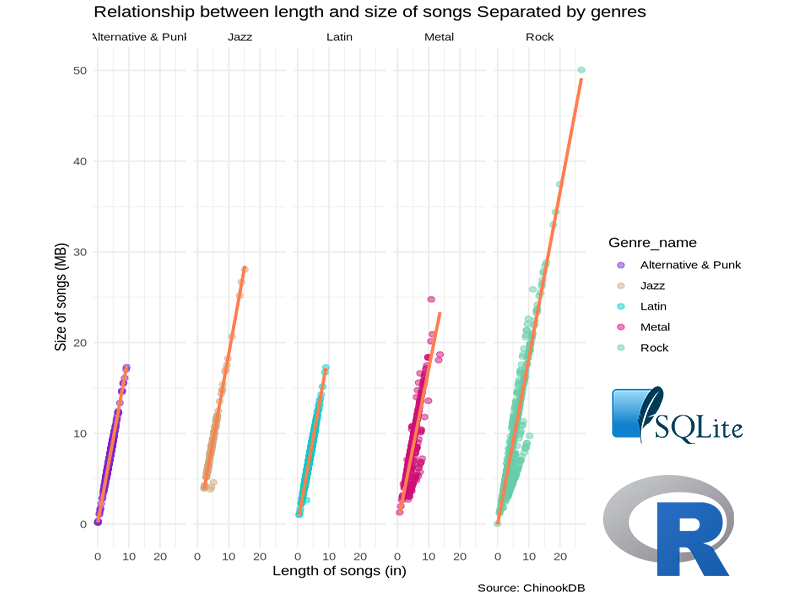 Relationship between length and size of songs Separated by genres
Alternative & Punk Jazz Latin Metal Rock
50
40
30
20
10
0
Size of songs (MB)
0 10 20 0 10 20 0 10 20 0 10 20 0 10 20
Length of songs (in)
Source: ChinookDB
Genre_name
Alternative & Punk
Jazz
Latin
Metal
Rock
SQLite
R